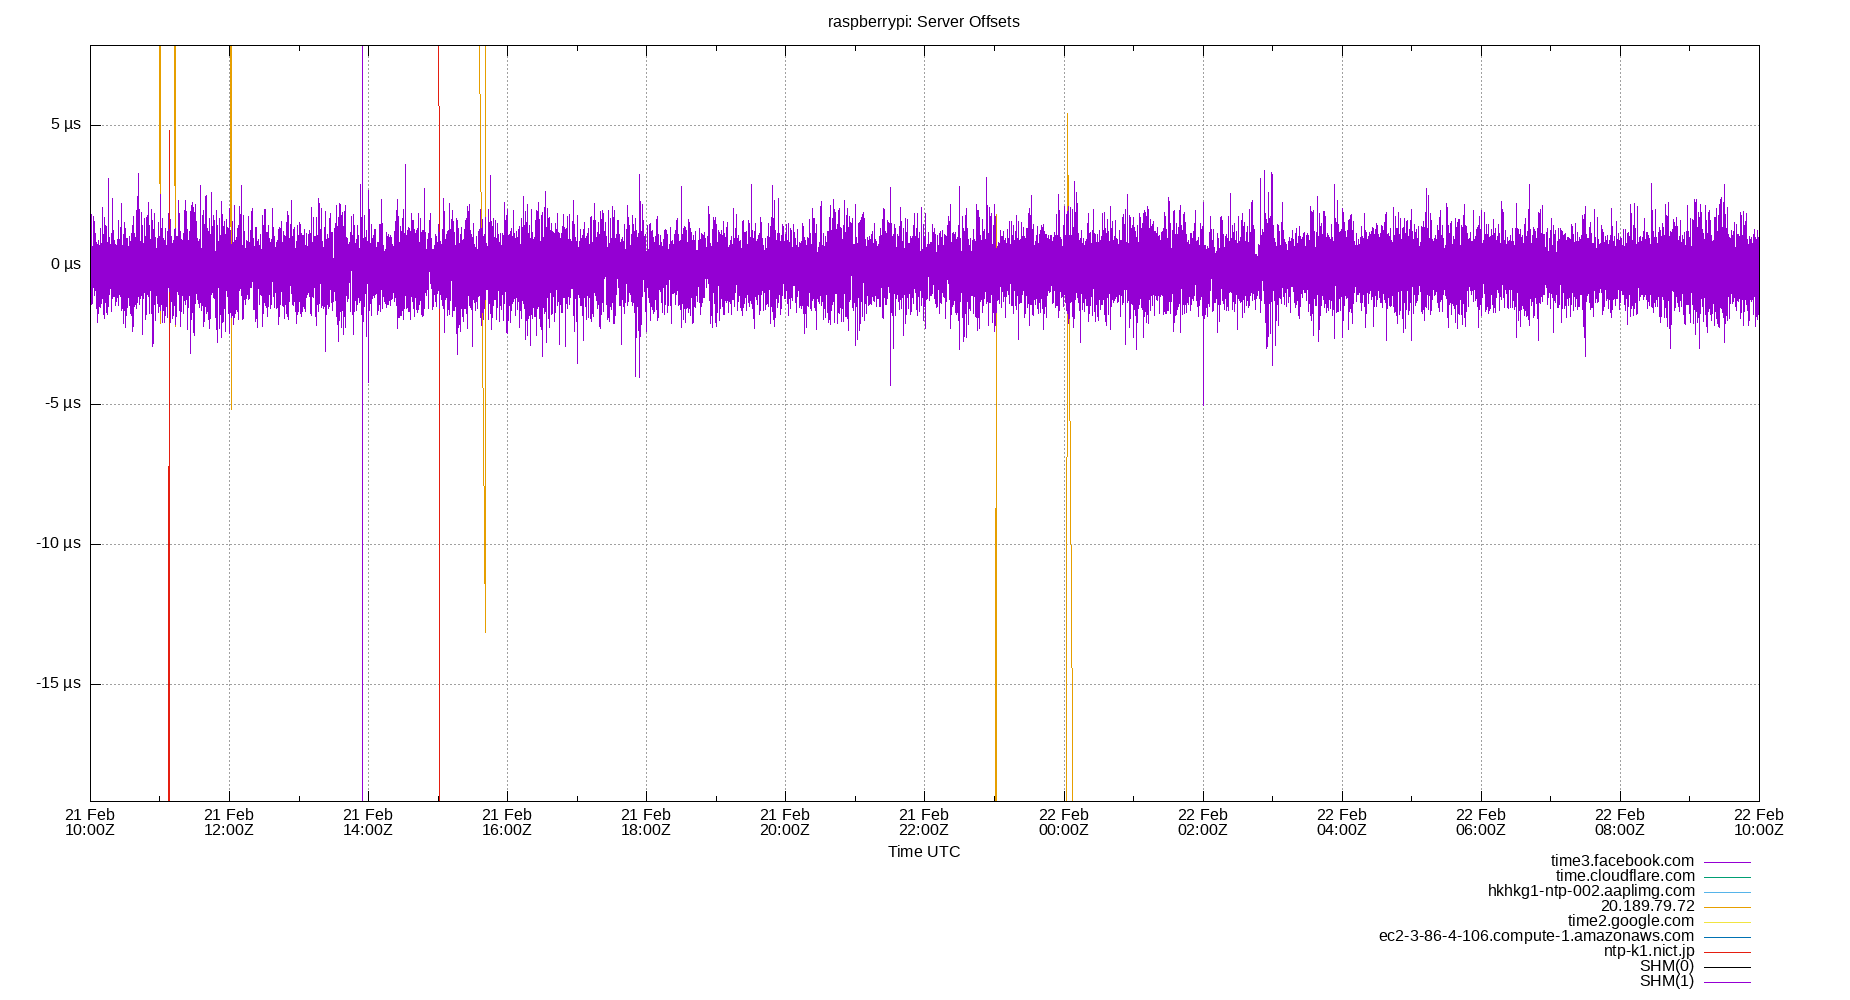 raspberrypi: Server Offsets
5 µs
0 µs
-5 µs
-10 µs
-15 µs
21 Feb 21 Feb 21 Feb 21 Feb 21 Feb 21 Feb 21 Feb 22 Feb 22 Feb 22 Feb 22 Feb 22 Feb 22 Feb
10:00Z 12:00Z 14:00Z 16:00Z 18:00Z 20:00Z 22:00Z 00:00Z 02:00Z 04:00Z 06:00Z 08:00Z 10:00Z
Time UTC
time3.facebook.com
time.cloudflare.com
hkhkg1-ntp-002.aaplimg.com
20.189.79.72
time2.google.com
ec2-3-86-4-106.compute-1.amazonaws.com
ntp-k1.nict.jp
SHM(0)
SHM(1)